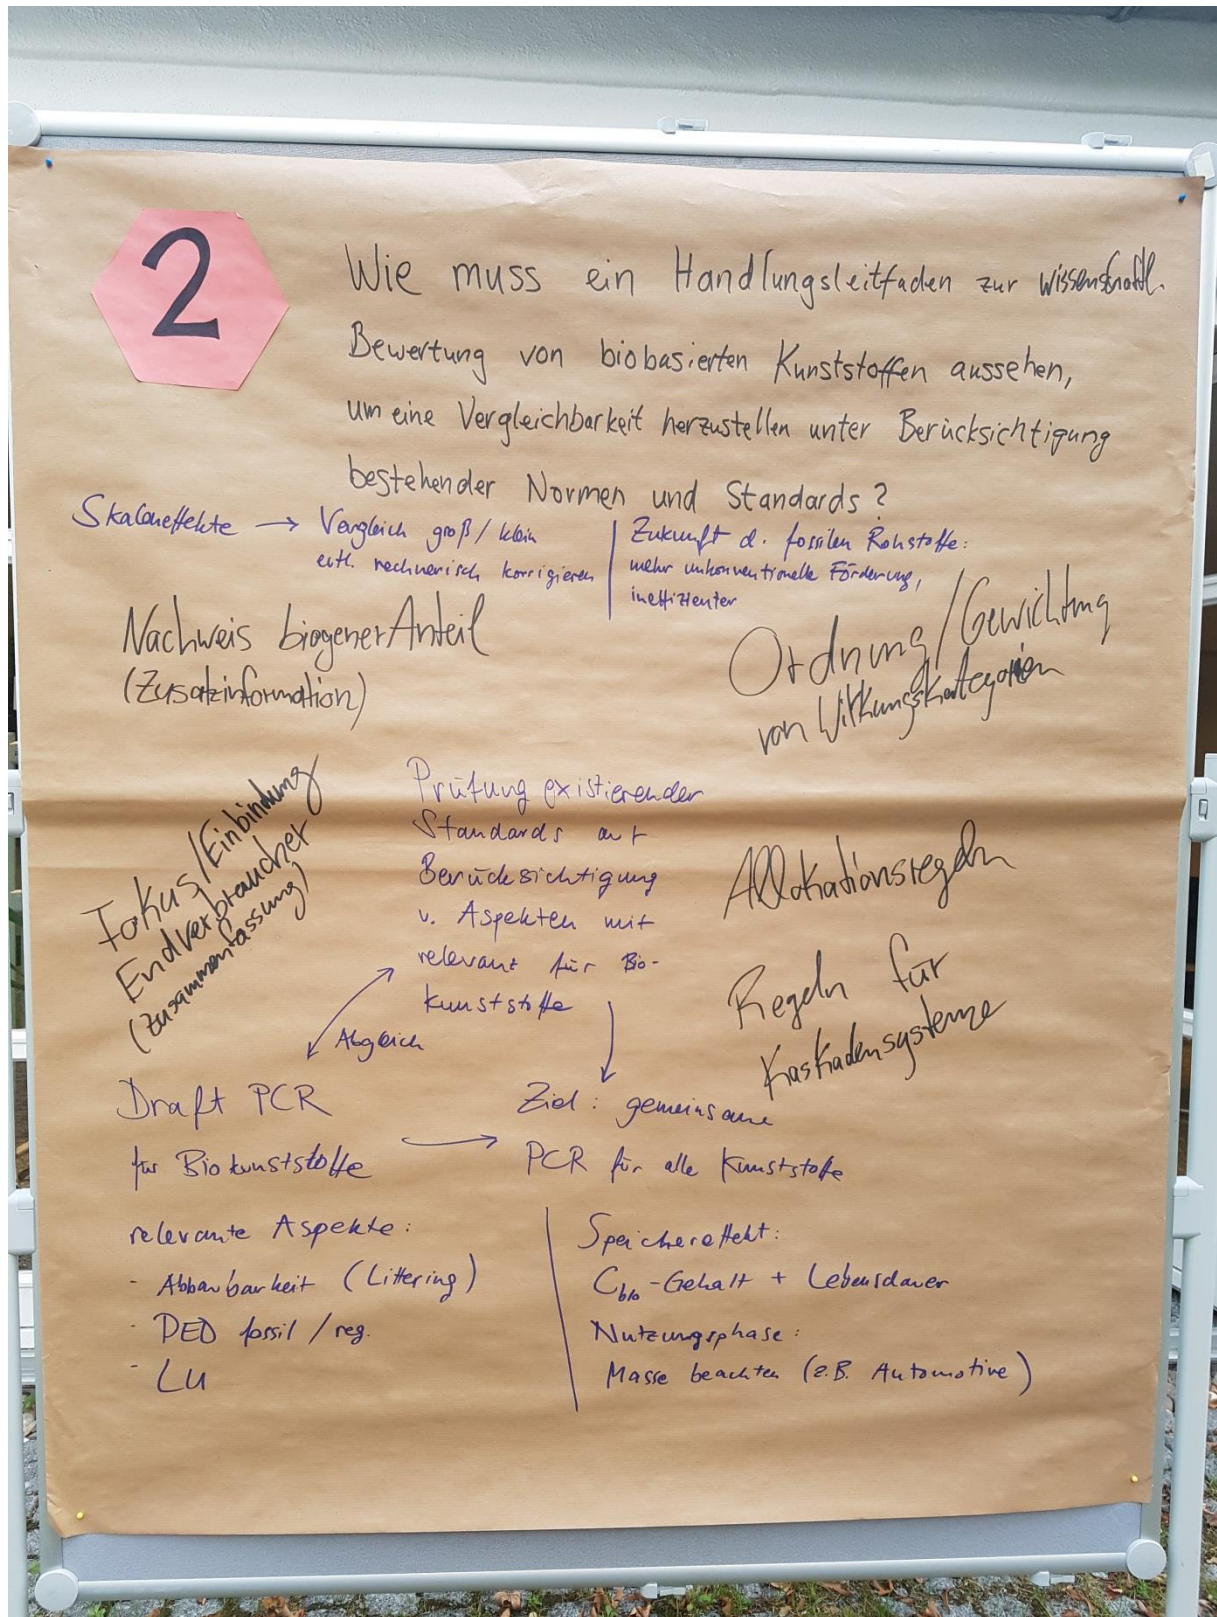 2
Wie muss ein Handlungsleitfaden zur wissenschaftl.
Bewertung von biobasierten Kunststoffen aussehen,
um eine Vergleichbarkeit herzustellen unter Berücksichtigung
bestehender Normen und Standards?
Skaleneffekte → Vergleich groß/klein
evtl. rechnerisch korrigieren
Zukunft d. fossilen Rohstoffe:
mehr unkonventionelle Förderung,
ineffizienter
Nachweis biogener Anteil
(Zusatzinformation)
Ordnung/Gewichtung
von Wirkungskategorien
Fokus/Einbindung
Endverbraucher
(Zusammenfassung)
Prüfung existierender
Standards auf
Berücksichtigung
v. Aspekten mit
relevanz für Bio-
kunststoffe
Allokationsregeln
Regeln für
Kaskadensysteme
Abgleich
Draft PCR
für Biokunststoffe
Ziel: gemeinsame
PCR für alle Kunststoffe
relevante Aspekte:
- Abbaubarkeit (Littering)
- PED fossil / reg.
- LU
Speichereffekt:
Cbio-Gehalt + Lebensdauer
Nutzungsphase:
Masse beachten (z.B. Automotive)